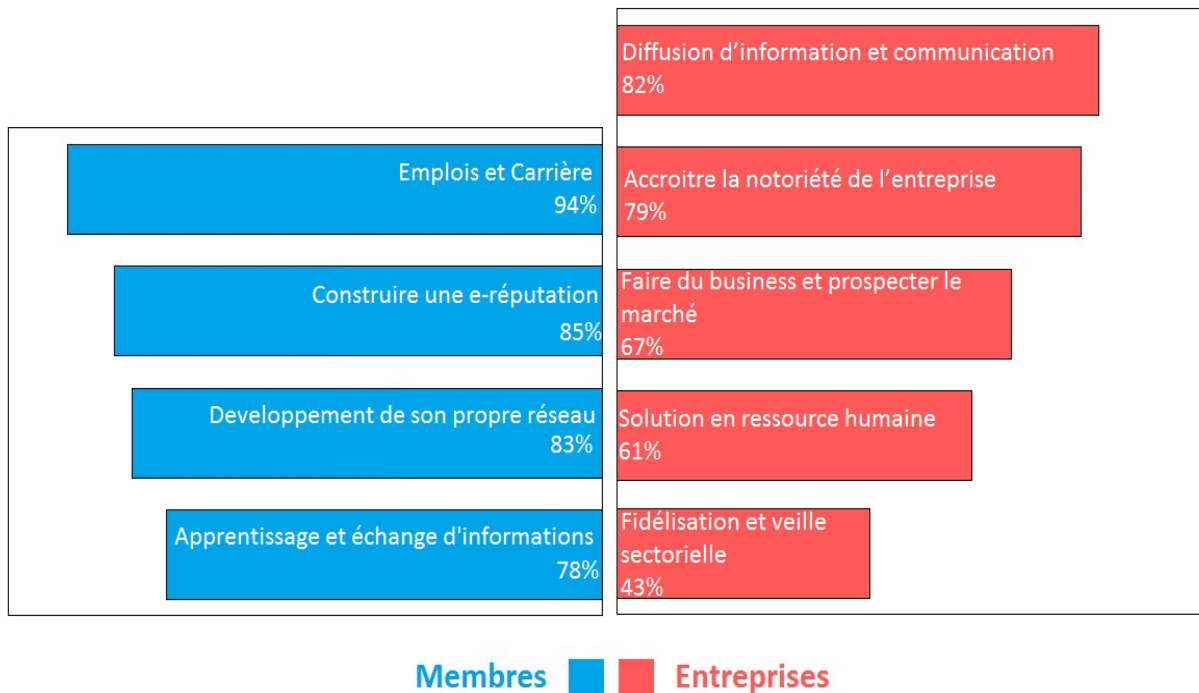 Diffusion d’information et communication
82%
Emplois et Carrière
94%
Construire une e-réputation
85%
Developpement de son propre réseau
83%
Apprentissage et échange d'informations
78%
Accroitre la notoriété de l’entreprise
79%
Faire du business et prospecter le
marché
67%
Solution en ressource humaine
61%
Fidélisation et veille
sectorielle
43%
Membres
Entreprises